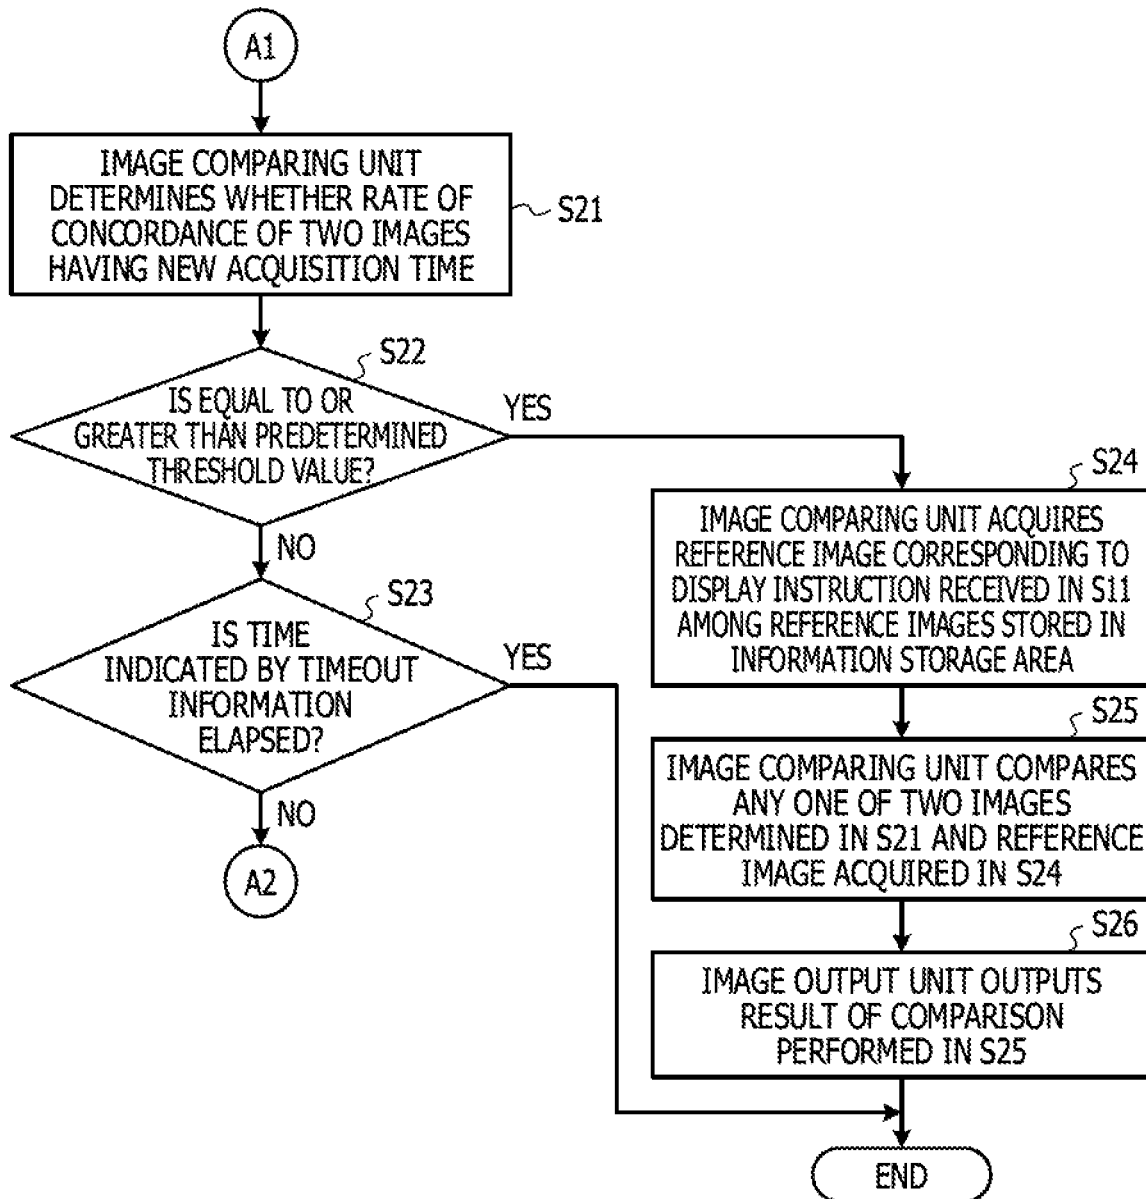 A1
IMAGE COMPARING UNIT
DETERMINES WHETHER RATE OF
CONCORDANCE OF TWO IMAGES
HAVING NEW ACQUISITION TIME
S21
S22
IS EQUAL TO OR
GREATER THAN PREDETERMINED
THRESHOLD VALUE?
YES
NO
S23
IS TIME
INDICATED BY TIMEOUT
INFORMATION
ELAPSED?
YES
NO
A2
S24
IMAGE COMPARING UNIT ACQUIRES
REFERENCE IMAGE CORRESPONDING TO
DISPLAY INSTRUCTION RECEIVED IN S11
AMONG REFERENCE IMAGES STORED IN
INFORMATION STORAGE AREA
S25
IMAGE COMPARING UNIT COMPARES
ANY ONE OF TWO IMAGES
DETERMINED IN S21 AND REFERENCE
IMAGE ACQUIRED IN S24
S26
IMAGE OUTPUT UNIT OUTPUTS
RESULT OF COMPARISON
PERFORMED IN S25
END